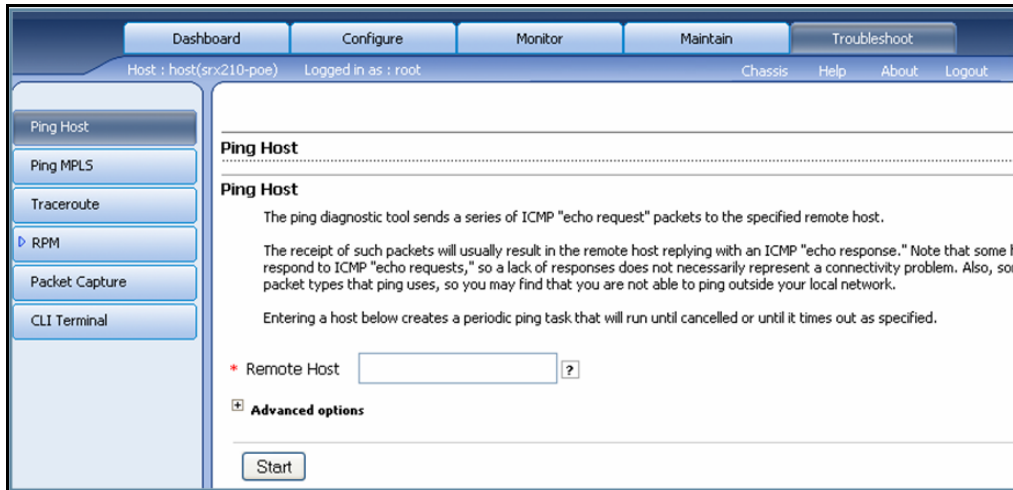 Dashboard Configure Monitor Maintain Troubleshoot
Host : host(srx210-poe) Logged in as : root Chassis Help About Logout
Ping Host
Ping MPLS
Traceroute
RPM
Packet Capture
CLI Terminal
Ping Host
Ping Host
The ping diagnostic tool sends a series of ICMP "echo request" packets to the specified remote host.
The receipt of such packets will usually result in the remote host replying with an ICMP "echo response." Note that some
respond to ICMP "echo requests," so a lack of responses does not necessarily represent a connectivity problem. Also,
packet types that ping uses, so you may find that you are not able to ping outside your local network.
Entering a host below creates a periodic ping task that will run until cancelled or until it times out as specified.
* Remote Host ?
+ Advanced options
Start